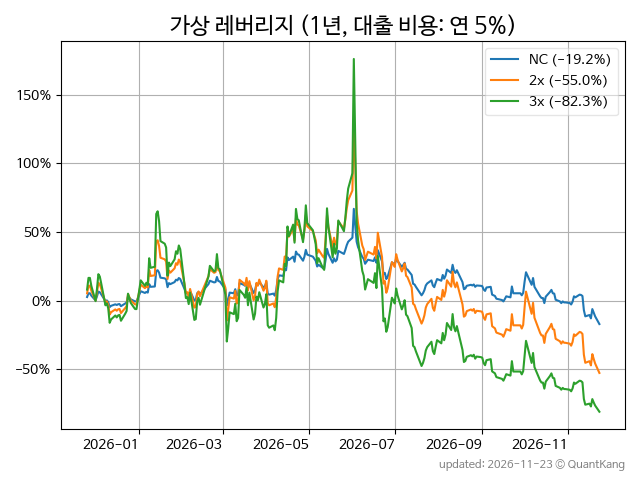 가상 레버리지 (1년, 대출 비용: 연 5%)
NC (−19.2%)
2x (−55.0%)
3x (−82.3%)
150%
100%
50%
0%
−50%
2026-01 2026-03 2026-05 2026-07 2026-09 2026-11
updated: 2026-11-23 © QuantKang